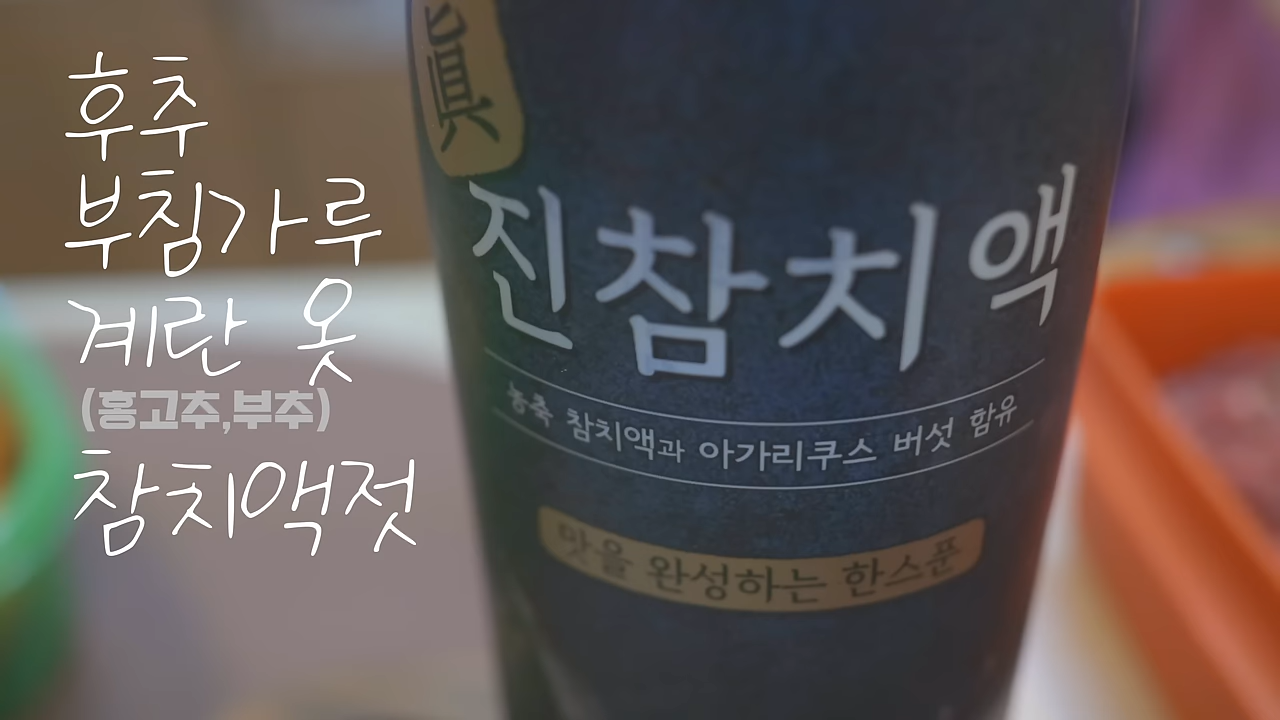 후추
부침가루
계란 옷
(홍고추,부추)
참치액젓
眞
진참치액
농축 참치액과 아가리쿠스 버섯 함유
맛을 완성하는 한스푼